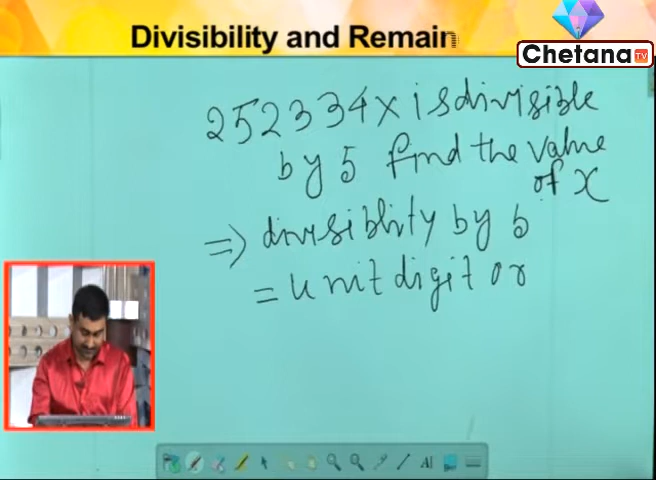 Divisibility and Remain
Chetana TV
252334x is divisible
by 5 find the value
of x
=> divisiblity by 5
= unit digit or
AI